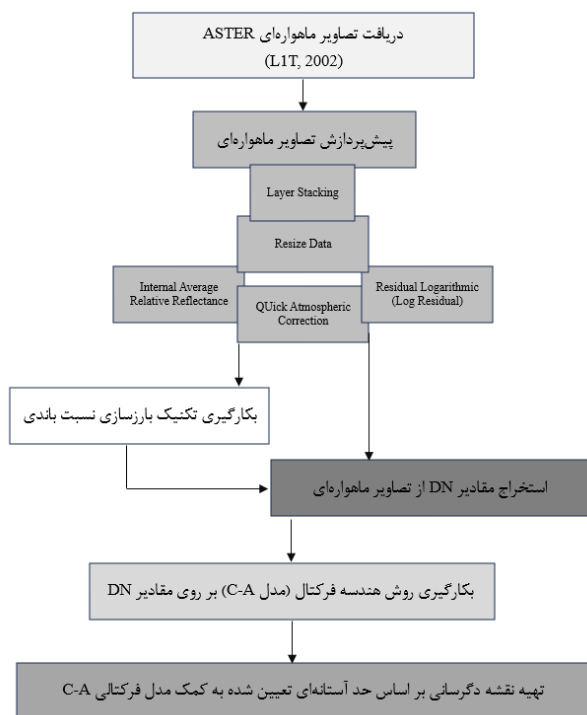 دریافت تصاویر ماهواره‌ای ASTER
(L1T, 2002)
پیش‌پردازش تصاویر ماهواره‌ای
Layer Stacking
Resize Data
Internal Average
Relative Reflectance
QUick Atmospheric
Correction
Residual Logarithmic
(Log Residual)
بکارگیری تکنیک بارزسازی نسبت باندی
استخراج مقادیر DN از تصاویر ماهواره‌ای
بکارگیری روش هندسه فرکتال (مدل C-A) بر روی مقادیر DN
تهیه نقشه دگرسانی بر اساس حد آستانه‌ای تعیین شده به کمک مدل فرکتالی C-A